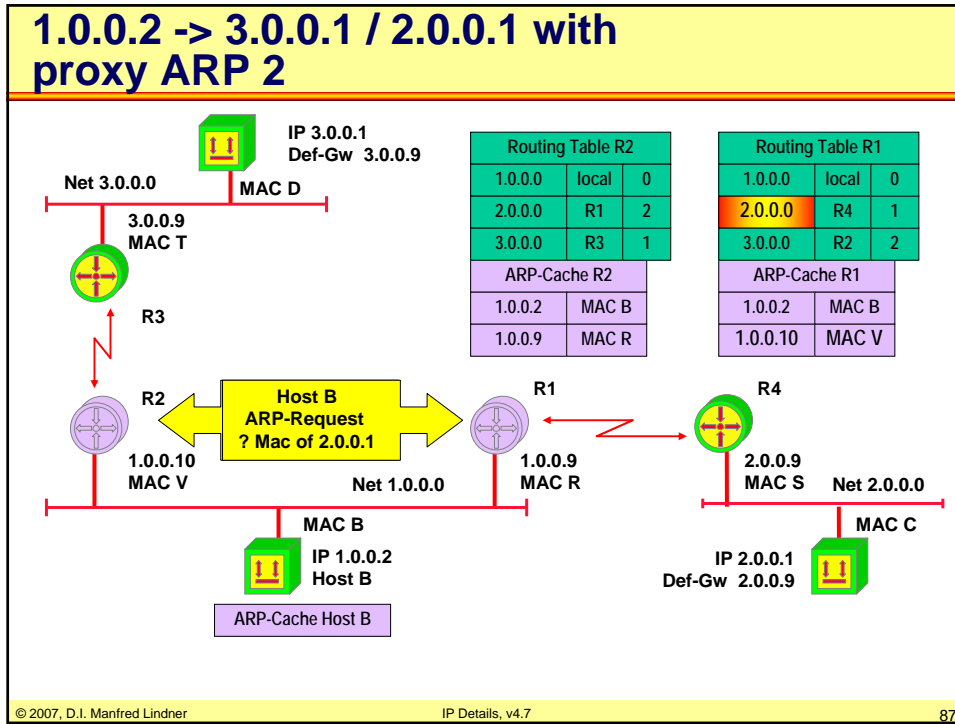 1.0.0.2 -> 3.0.0.1 / 2.0.0.1 with
proxy ARP 2
IP 3.0.0.1
Def-Gw 3.0.0.9
Net 3.0.0.0
MAC D
3.0.0.9
MAC T
R3
Routing Table R2
1.0.0.0 local 0
2.0.0.0 R1 2
3.0.0.0 R3 1
ARP-Cache R2
1.0.0.2 MAC B
1.0.0.9 MAC R
Routing Table R1
1.0.0.0 local 0
2.0.0.0 R4 1
3.0.0.0 R2 2
ARP-Cache R1
1.0.0.2 MAC B
1.0.0.10 MAC V
R2
Host B
ARP-Request
? Mac of 2.0.0.1
R1
R4
1.0.0.10
MAC V
Net 1.0.0.0
1.0.0.9
MAC R
2.0.0.9
MAC S
Net 2.0.0.0
MAC B
IP 1.0.0.2
Host B
MAC C
IP 2.0.0.1
Def-Gw 2.0.0.9
ARP-Cache Host B
© 2007, D.I. Manfred Lindner
IP Details, v4.7
87